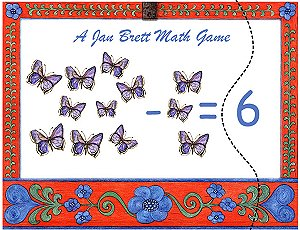 A Jan Brett Math Game
- = 6